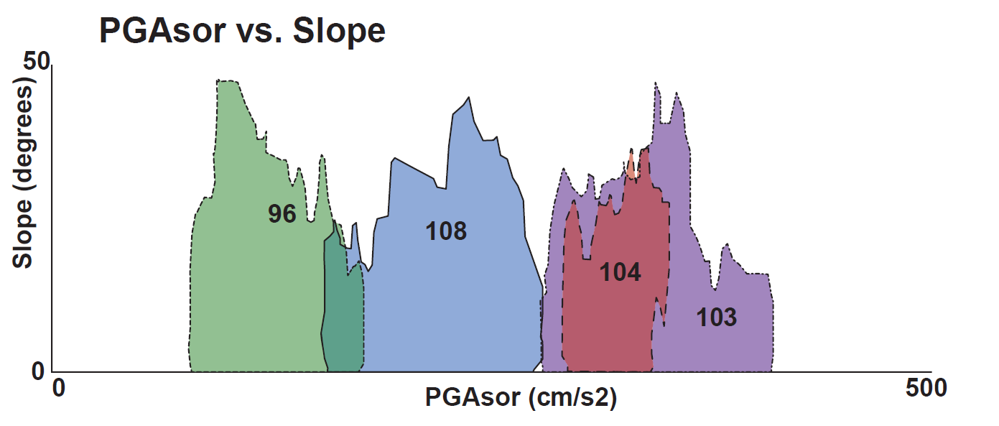 PGAsor vs. Slope
50
Slope (degrees)
96
108
104
103
0
0
PGAsor (cm/s2)
500